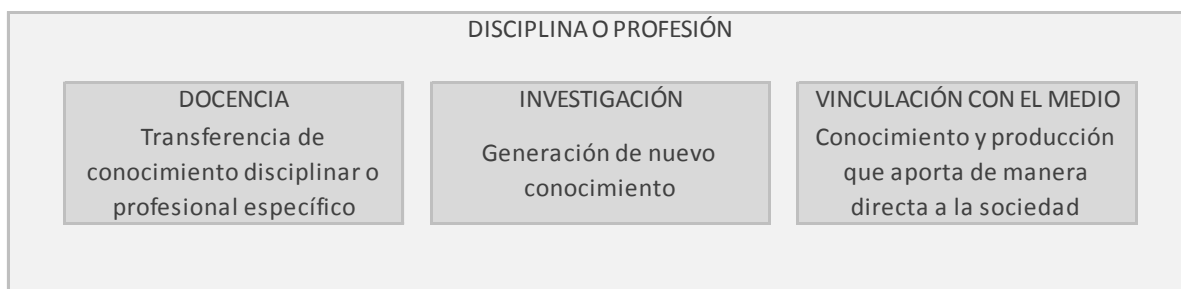 DISCIPLINA O PROFESIÓN
DOCENCIA
Transferencia de
conocimiento disciplinar o
profesional específico
INVESTIGACIÓN
Generación de nuevo
conocimiento
VINCULACIÓN CON EL MEDIO
Conocimiento y producción
que aporta de manera
directa a la sociedad